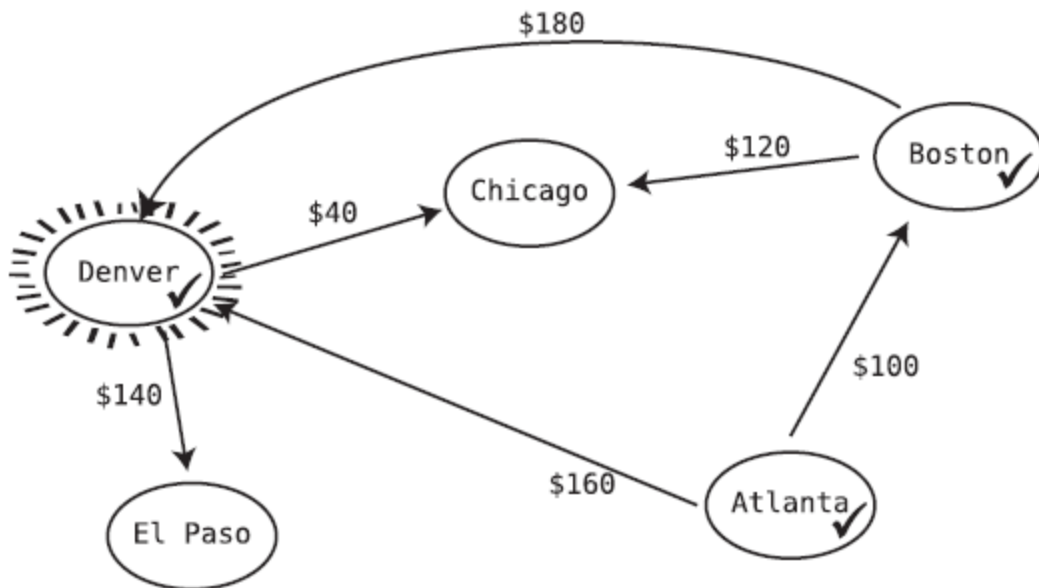 $180
Boston
$120
Chicago
$40
Denver
$100
$140
$160
Atlanta
El Paso